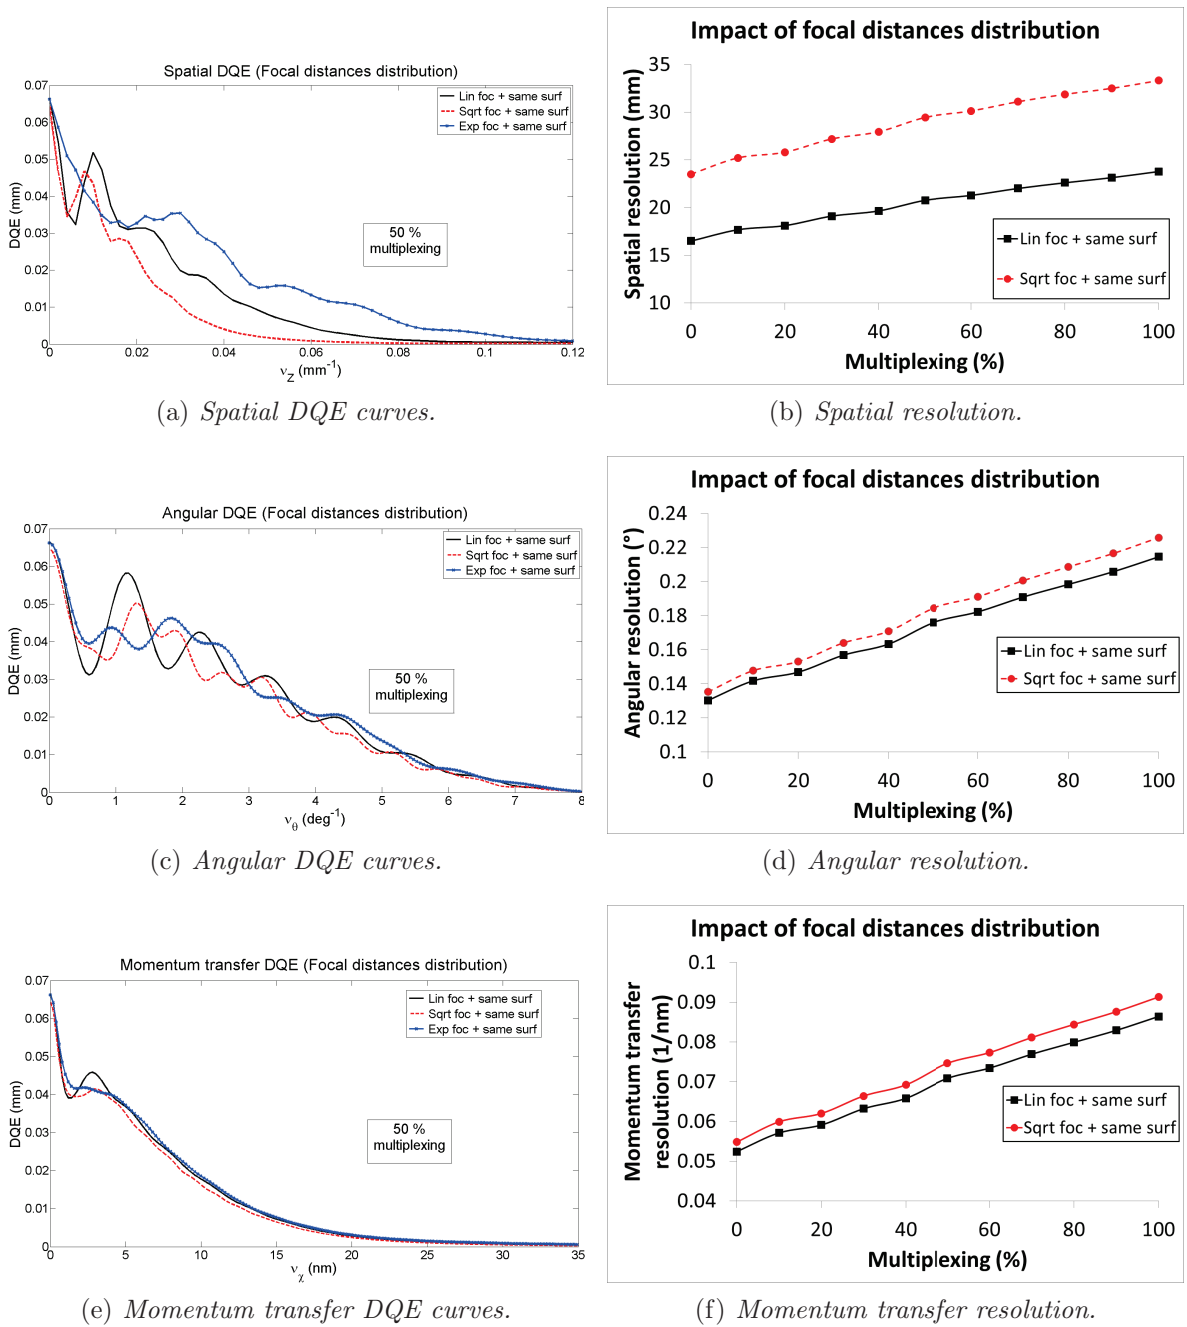 Spatial DQE (Focal distances distribution)
0.07
0.06
0.05
0.04
0.03
0.02
0.01
0
DQE (mm)
Lin foc + same surf
Sqrt foc + same surf
Exp foc + same surf
50 %
multiplexing
0 0.02 0.04 0.06 0.08 0.1 0.12
νZ (mm-1)
(a) Spatial DQE curves.
Impact of focal distances distribution
35
30
25
20
15
10
Spatial resolution (mm)
Lin foc + same surf
Sqrt foc + same surf
0 20 40 60 80 100
Multiplexing (%)
(b) Spatial resolution.
Angular DQE (Focal distances distribution)
0.07
0.06
0.05
0.04
0.03
0.02
0.01
0
DQE (mm)
Lin foc + same surf
Sqrt foc + same surf
Exp foc + same surf
50 %
multiplexing
0 1 2 3 4 5 6 7 8
νθ (deg-1)
(c) Angular DQE curves.
Impact of focal distances distribution
0.24
0.22
0.2
0.18
0.16
0.14
0.12
0.1
Angular resolution (°)
Lin foc + same surf
Sqrt foc + same surf
0 20 40 60 80 100
Multiplexing (%)
(d) Angular resolution.
Momentum transfer DQE (Focal distances distribution)
0.07
0.06
0.05
0.04
0.03
0.02
0.01
0
DQE (mm)
Lin foc + same surf
Sqrt foc + same surf
Exp foc + same surf
50 %
multiplexing
0 5 10 15 20 25 30 35
νχ (nm)
(e) Momentum transfer DQE curves.
Impact of focal distances distribution
0.1
0.09
0.08
0.07
0.06
0.05
0.04
Momentum transfer
resolution (1/nm)
Lin foc + same surf
Sqrt foc + same surf
0 20 40 60 80 100
Multiplexing (%)
(f) Momentum transfer resolution.